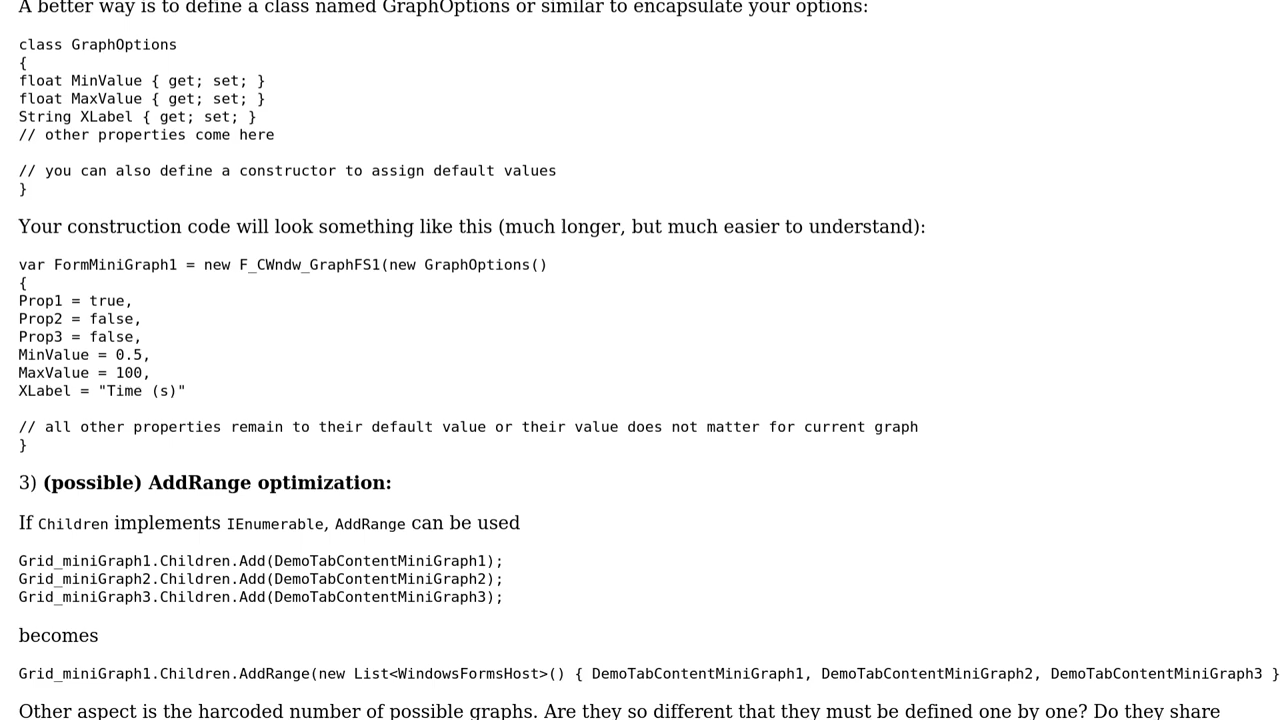 A better way is to define a class named GraphOptions or similar to encapsulate your options:
class GraphOptions
{
float MinValue { get; set; }
float MaxValue { get; set; }
String XLabel { get; set; }
// other properties come here
// you can also define a constructor to assign default values
}
Your construction code will look something like this (much longer, but much easier to understand):
var FormMiniGraph1 = new F_CWndw_GraphFS1(new GraphOptions()
{
Prop1 = true,
Prop2 = false,
Prop3 = false,
MinValue = 0.5,
MaxValue = 100,
XLabel = "Time (s)"
// all other properties remain to their default value or their value does not matter for current graph
}
3) (possible) AddRange optimization:
If Children implements IEnumerable, AddRange can be used
Grid_miniGraph1.Children.Add(DemoTabContentMiniGraph1);
Grid_miniGraph2.Children.Add(DemoTabContentMiniGraph2);
Grid_miniGraph3.Children.Add(DemoTabContentMiniGraph3);
becomes
Grid_miniGraph1.Children.AddRange(new List<WindowsFormsHost>() { DemoTabContentMiniGraph1, DemoTabContentMiniGraph2, DemoTabContentMiniGraph3 }
Other aspect is the harcoded number of possible graphs. Are they so different that they must be defined one by one? Do they share